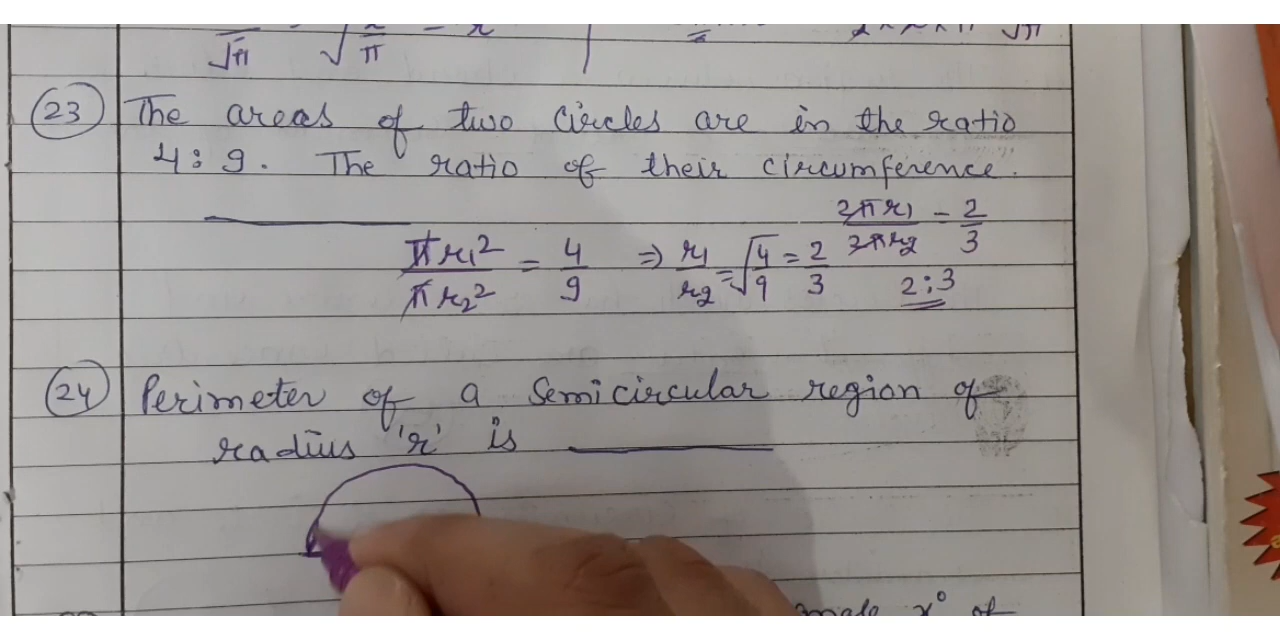 √π √π/π = r
(23) The areas of two circles are in the ratio
4:9. The ratio of their circumference.
πr₁²/πr₂² = 4/9 ⇒ r₁/r₂ = √4/9 = 2/3 2πr₁/2πr₂ = 2/3
2:3
(24) Perimeter of a Semicircular region of
radius 'r' is
x° of